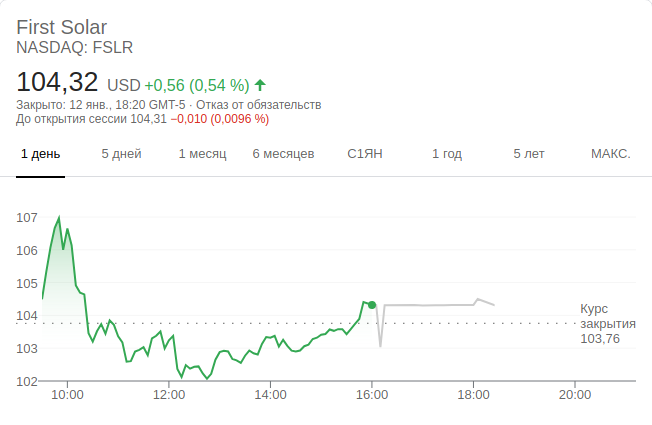 First Solar
NASDAQ: FSLR
104,32 USD +0,56 (0,54 %)
Закрыто: 12 янв., 18:20 GMT-5 · Отказ от обязательств
До открытия сессии 104,31 −0,010 (0,0096 %)
1 день 5 дней 1 месяц 6 месяцев С1ЯН 1 год 5 лет МАКС.
107
106
105
104
103
102
Курс
закрытия
103,76
10:00 12:00 14:00 16:00 18:00 20:00